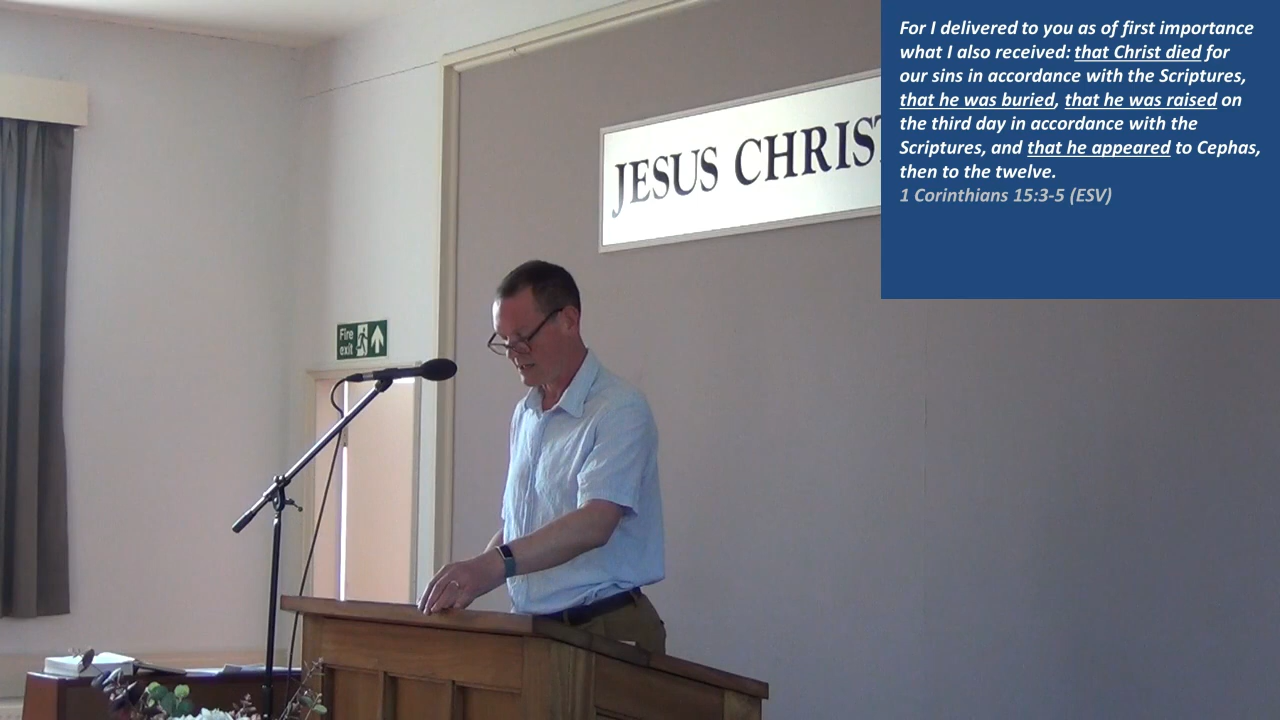 For I delivered to you as of first importance
what I also received: that Christ died for
our sins in accordance with the Scriptures,
that he was buried, that he was raised on
the third day in accordance with the
Scriptures, and that he appeared to Cephas,
then to the twelve.
1 Corinthians 15:3-5 (ESV)
JESUS CHRIST
Fire
exit